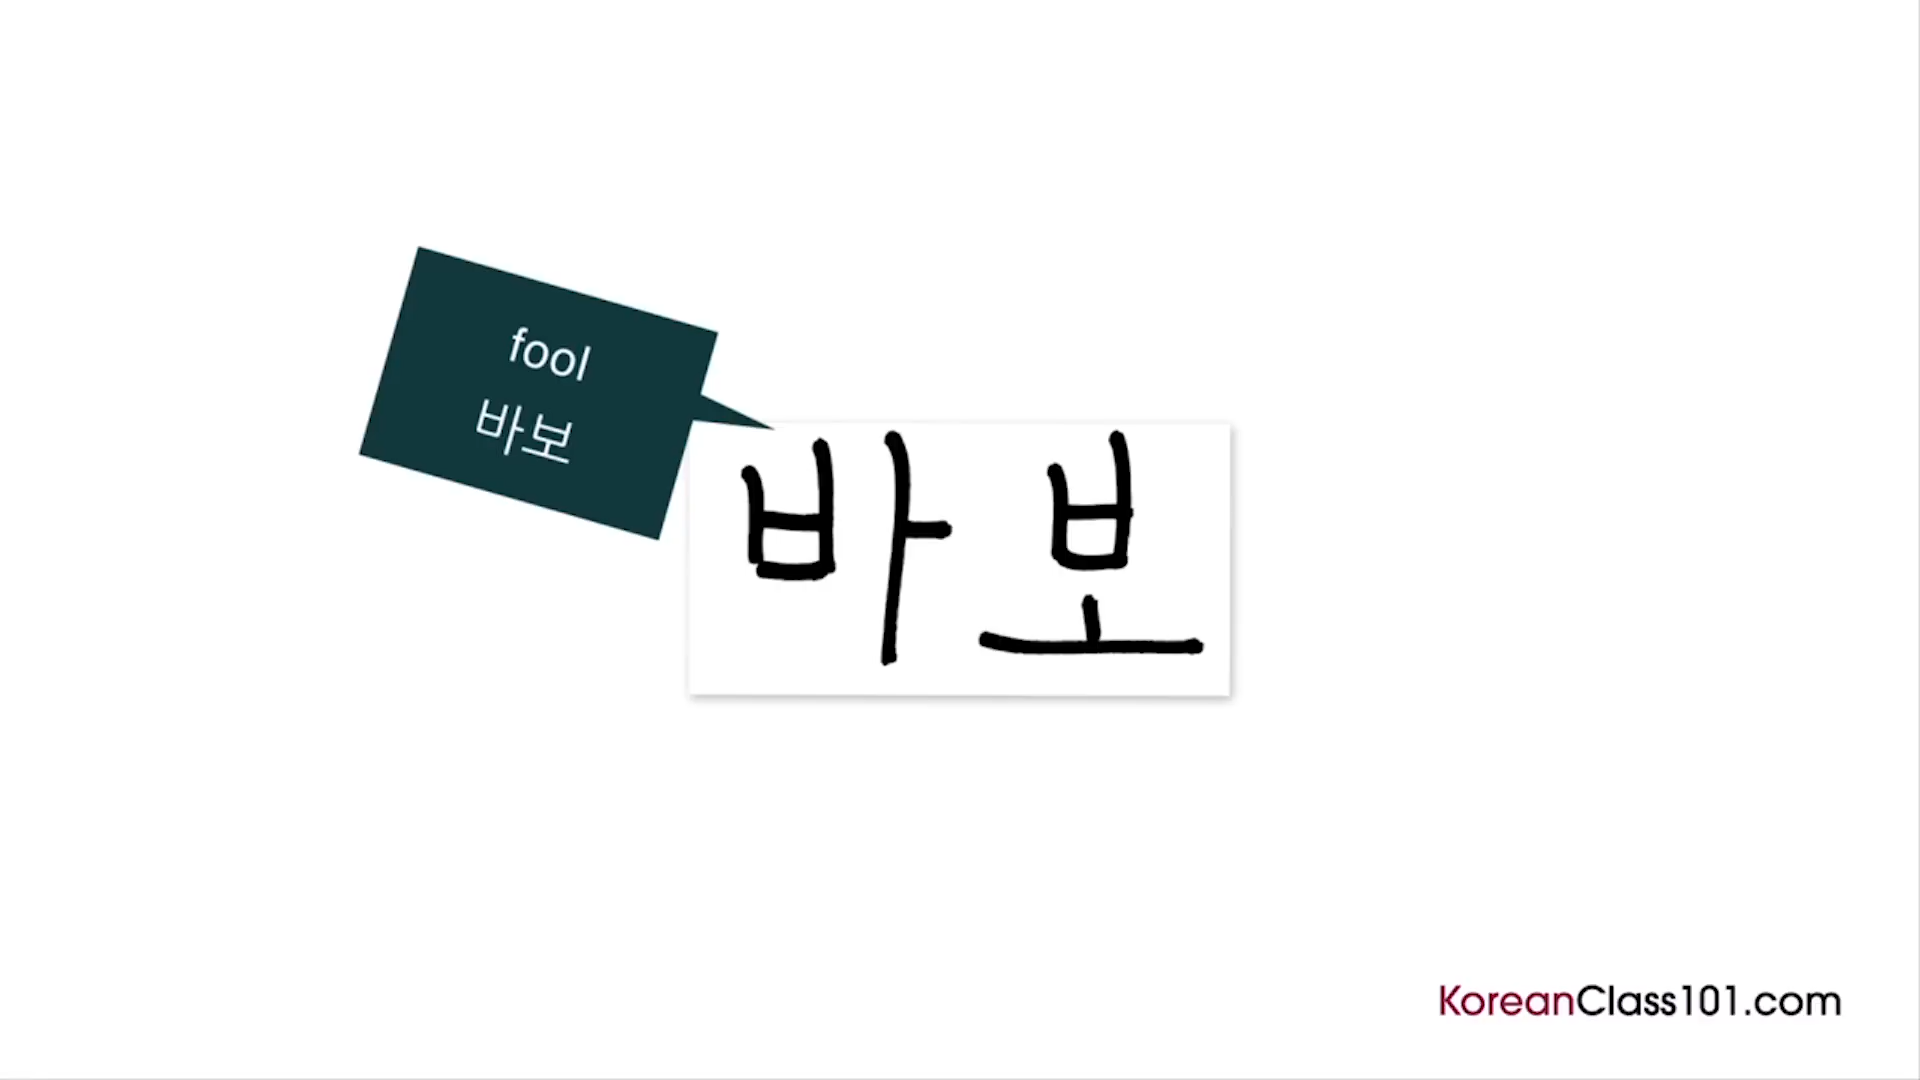 fool
바보
바보
KoreanClass101.com